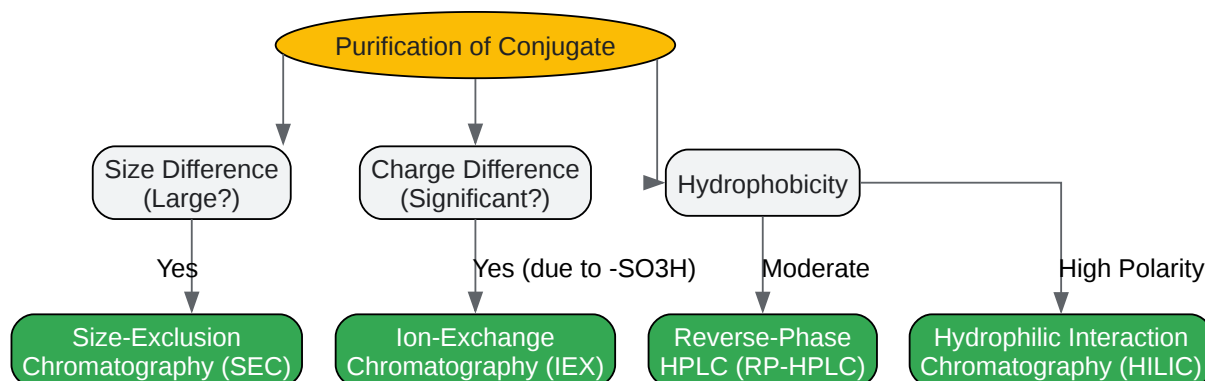 Purification of Conjugate
Size Difference
(Large?)
Charge Difference
(Significant?)
Hydrophobicity
Yes
Yes (due to -SO3H)
Moderate
High Polarity
Size-Exclusion
Chromatography (SEC)
Ion-Exchange
Chromatography (IEX)
Reverse-Phase
HPLC (RP-HPLC)
Hydrophilic Interaction
Chromatography (HILIC)